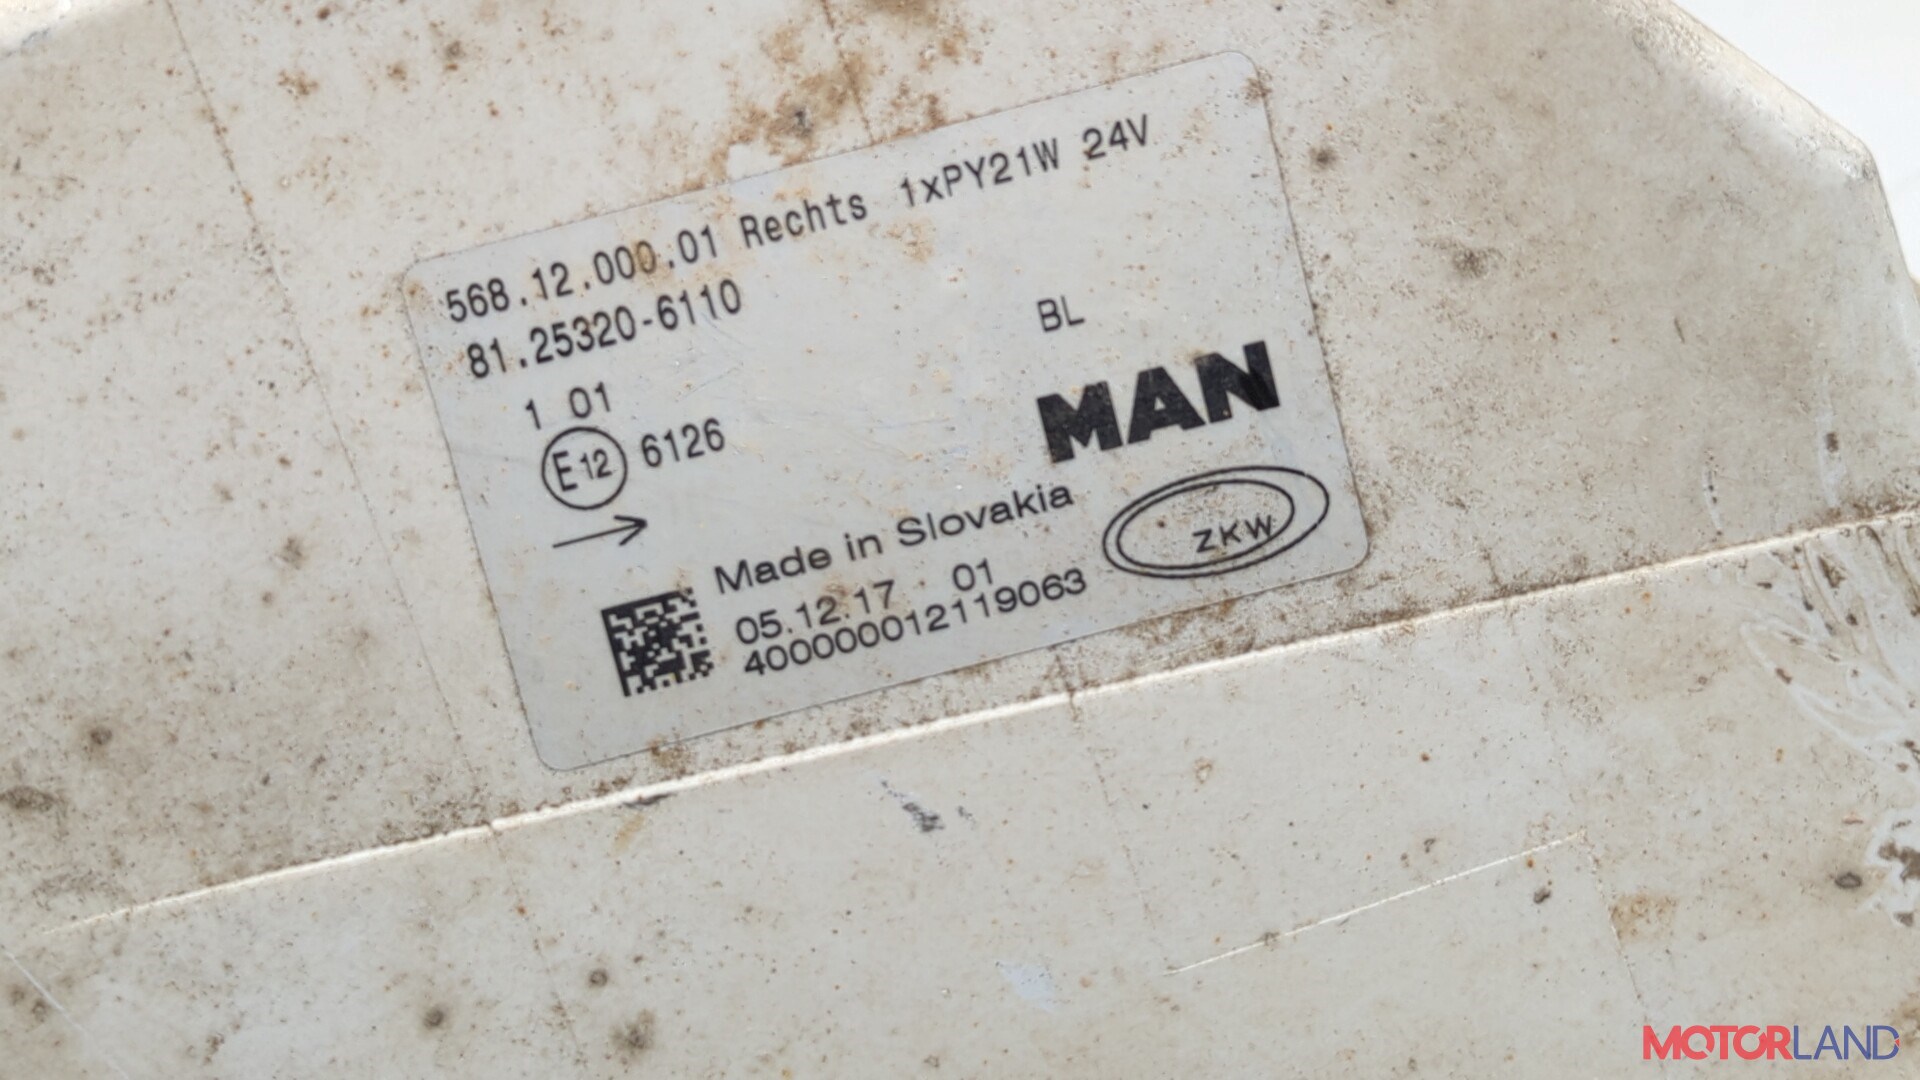 568.12.000.01 Rechts 1xPY21W 24V
81.25320-6110
BL
1 01
E12 6126
MAN
Made in Slovakia
ZKW
05.12.17 01
400000012119063
MOTORLAND